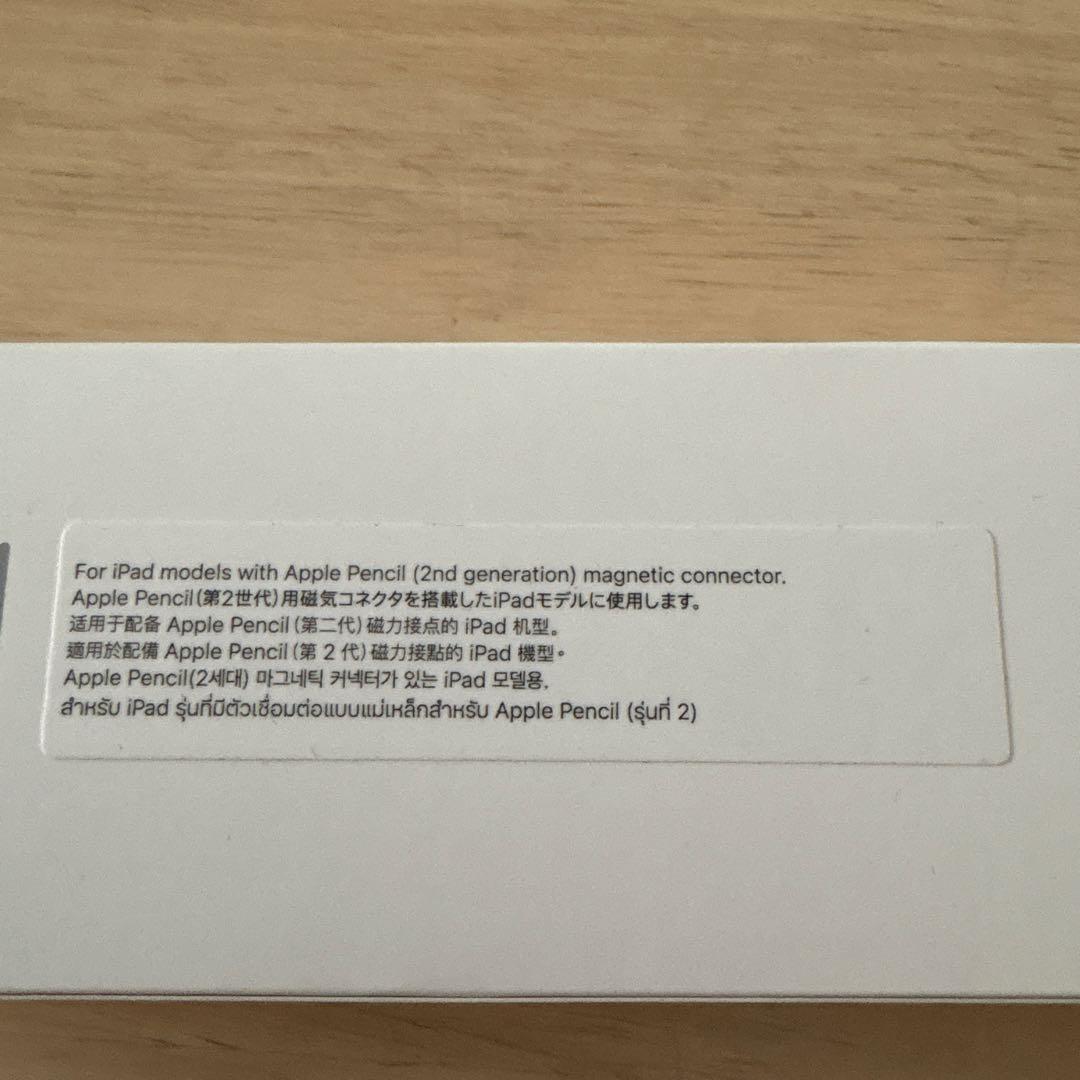 For iPad models with Apple Pencil (2nd generation) magnetic connector.
Apple Pencil(第2世代)用磁気コネクタを搭載したiPadモデルに使用します。
适用于配备 Apple Pencil(第二代)磁力接点的 iPad 机型。
適用於配備 Apple Pencil(第 2 代)磁力接點的 iPad 機型。
Apple Pencil(2세대) 마그네틱 커넥터가 있는 iPad 모델용.
สำหรับ iPad รุ่นที่มีตัวเชื่อมต่อแบบแม่เหล็กสำหรับ Apple Pencil (รุ่นที่ 2)